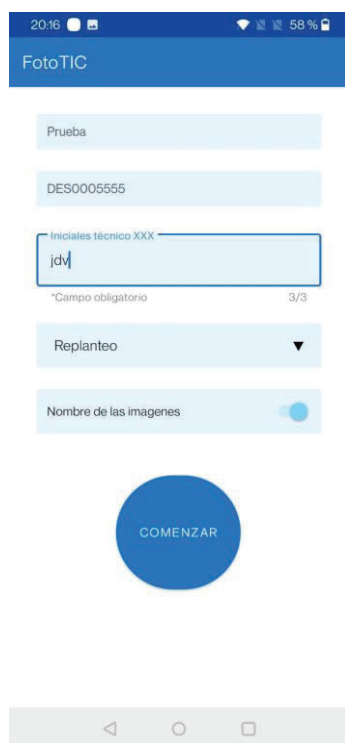 20:16 58 %
FotoTIC
Prueba
DES0005555
Iniciales técnico XXX
jdv
*Campo obligatorio 3/3
Replanteo
Nombre de las imagenes
COMENZAR